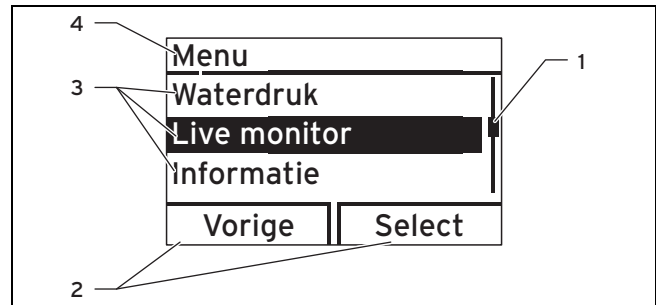 4
Menu
1
3
Waterdruk
Live monitor
Informatie
Vorige Select
2